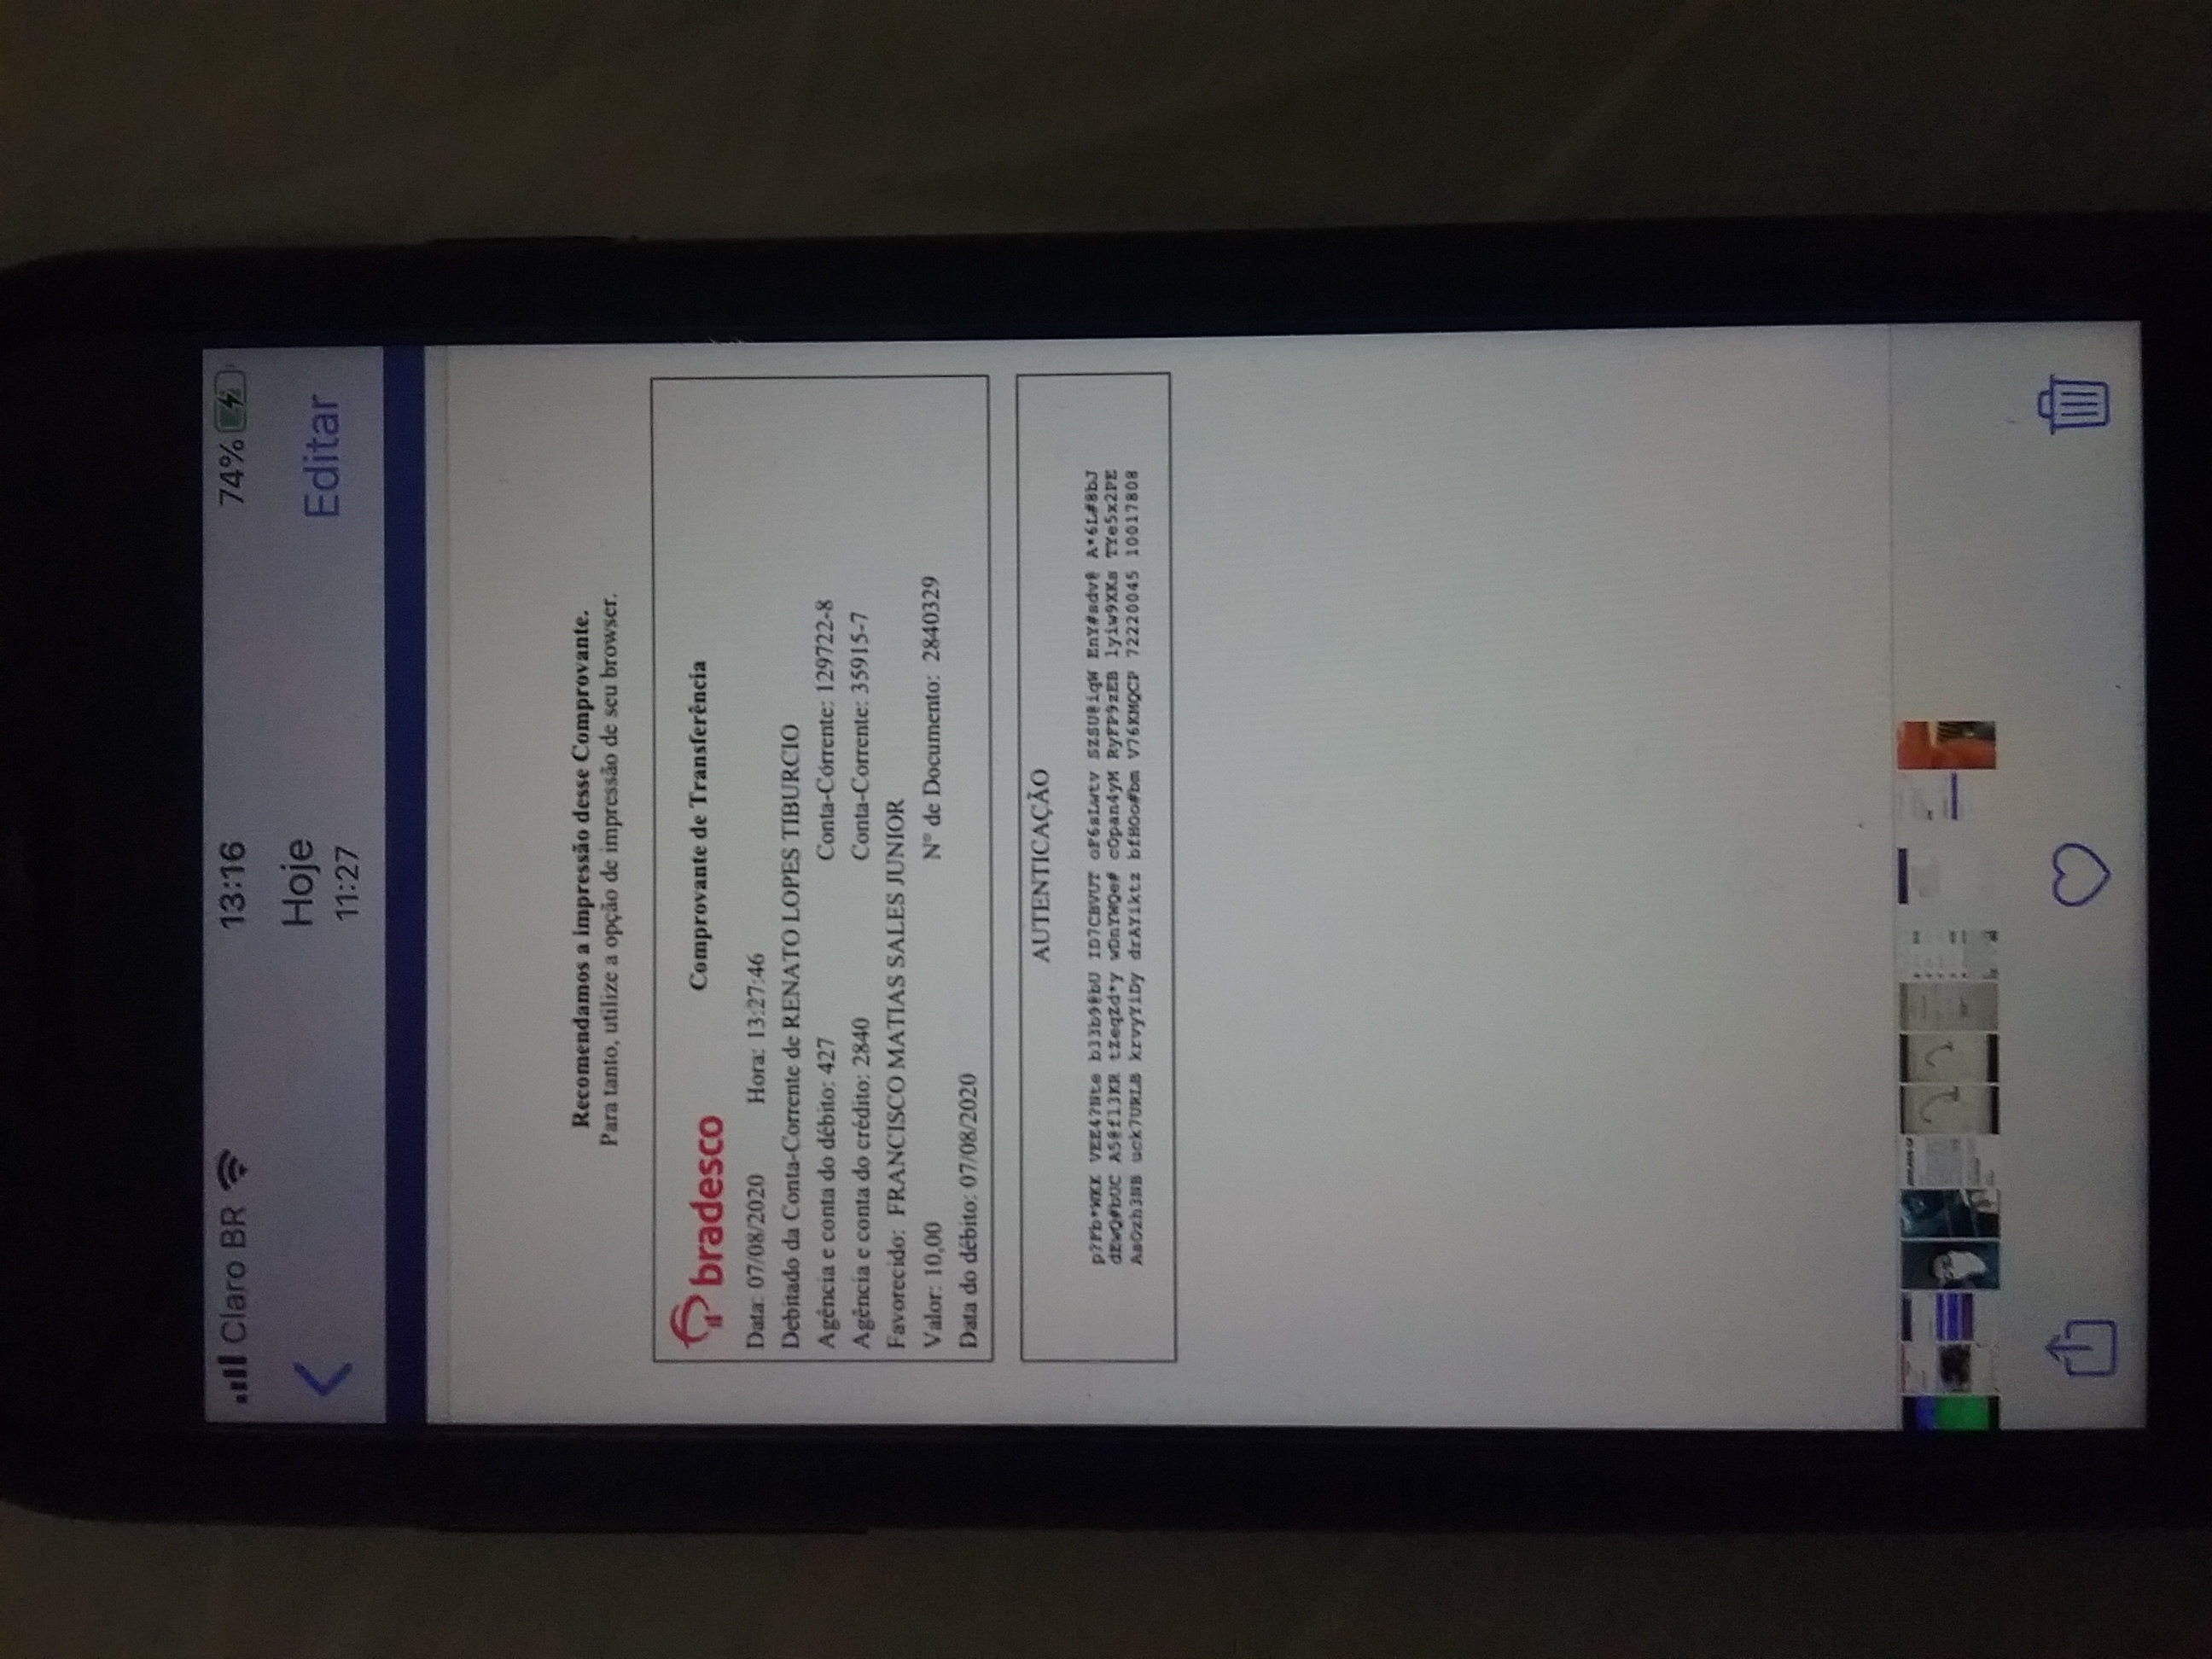 Claro BR 13:16 74%
Hoje
11:27
Editar
Recomendamos a impressão desse Comprovante.
Para tanto, utilize a opção de impressão de seu browser.
bradesco Comprovante de Transferência
Data: 07/08/2020 Hora: 13:27:46
Debitado da Conta-Corrente de RENATO LOPES TIBURCIO
Agência e conta do débito: 427 Conta-Corrente: 129722-8
Agência e conta do crédito: 2840 Conta-Corrente: 35915-7
Favorecido: FRANCISCO MATIAS SALES JUNIOR
Valor: 10,00 N° de Documento: 2840329
Data do débito: 07/08/2020
AUTENTICAÇÃO
p?Fb*WKK VEE4?Nte b33b9@bU ID7CBVUT oF6sLwtv SZSU@iqW EnY#sdv@ A*6L#8bJ
dEwQ#bUC A5@fl3KR tZeqZd*y wDnYWQe# cOpan4yM RyFP9zEB lyiw9XKs TYe5x2PE
AsOzh3NB uck7URLB krvyYiDy drAYiktz bfHOo#bm V76KMQCP 72220045 10017808